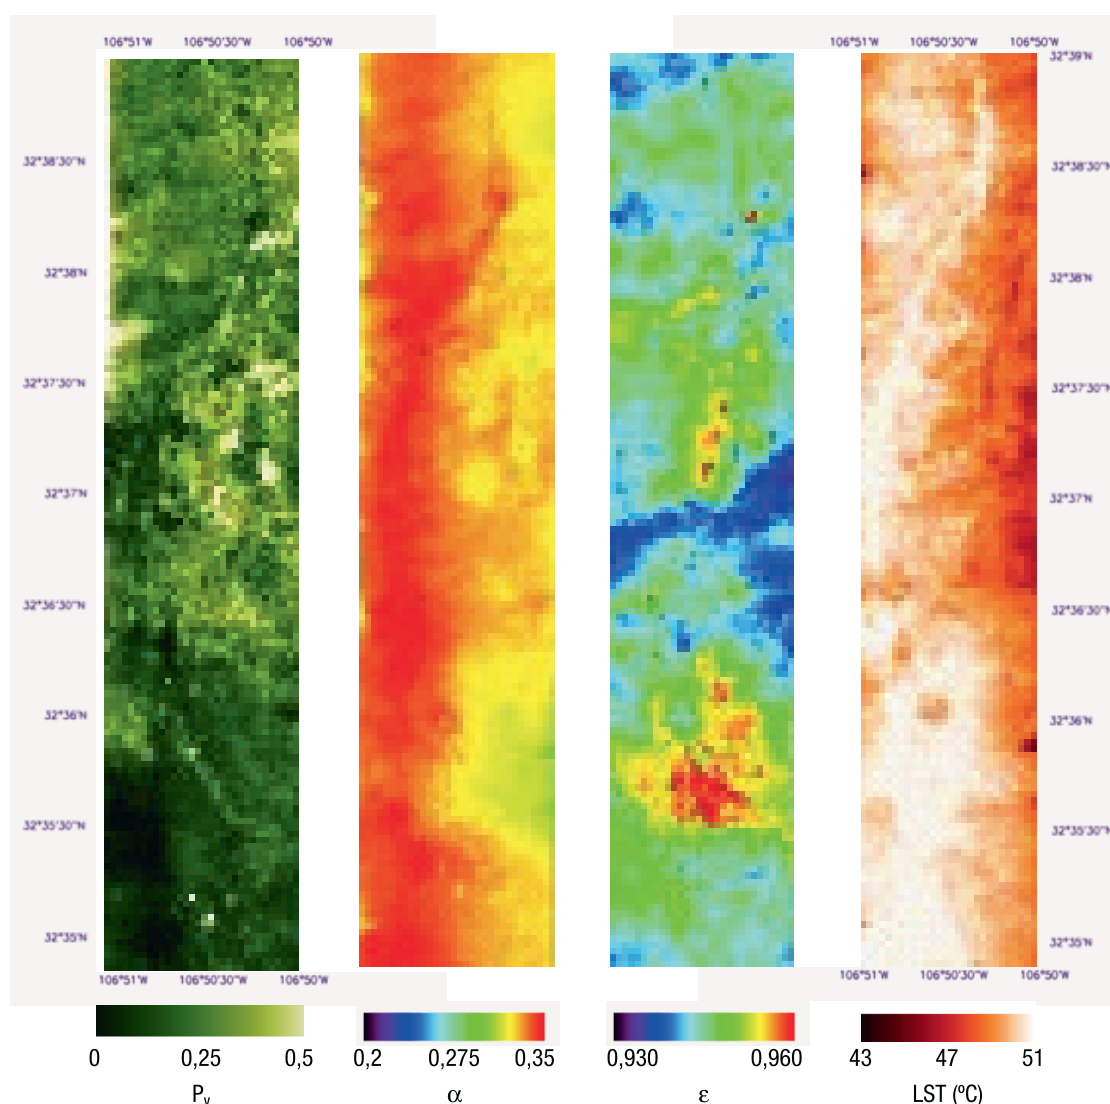 106°51'W 106°50'30"W 106°50'W 106°51'W 106°50'30"W 106°50'W
32°39'N
32°38'30"N 32°38'30"N
32°38'N 32°38'N
32°37'30"N 32°37'30"N
32°37'N 32°37'N
32°36'30"N 32°36'30"N
32°36'N 32°36'N
32°35'30"N 32°35'30"N
32°35'N 32°35'N
106°51'W 106°50'30"W 106°50'W 106°51'W 106°50'30"W 106°50'W
0 0,25 0,5 0,2 0,275 0,35 0,930 0,960 43 47 51
Pv α ε LST (ºC)